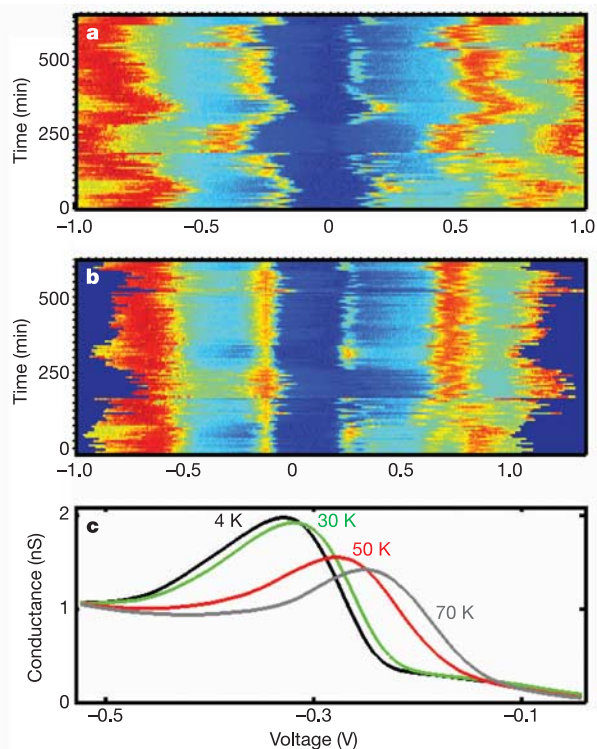 a
Time (min)
500
250
0
−1.0 −0.5 0 0.5 1.0
b
Time (min)
500
250
0
−1.0 −0.5 0 0.5 1.0
c
Conductance (nS)
2
1
0
4 K
30 K
50 K
70 K
−0.5 −0.3 −0.1
Voltage (V)